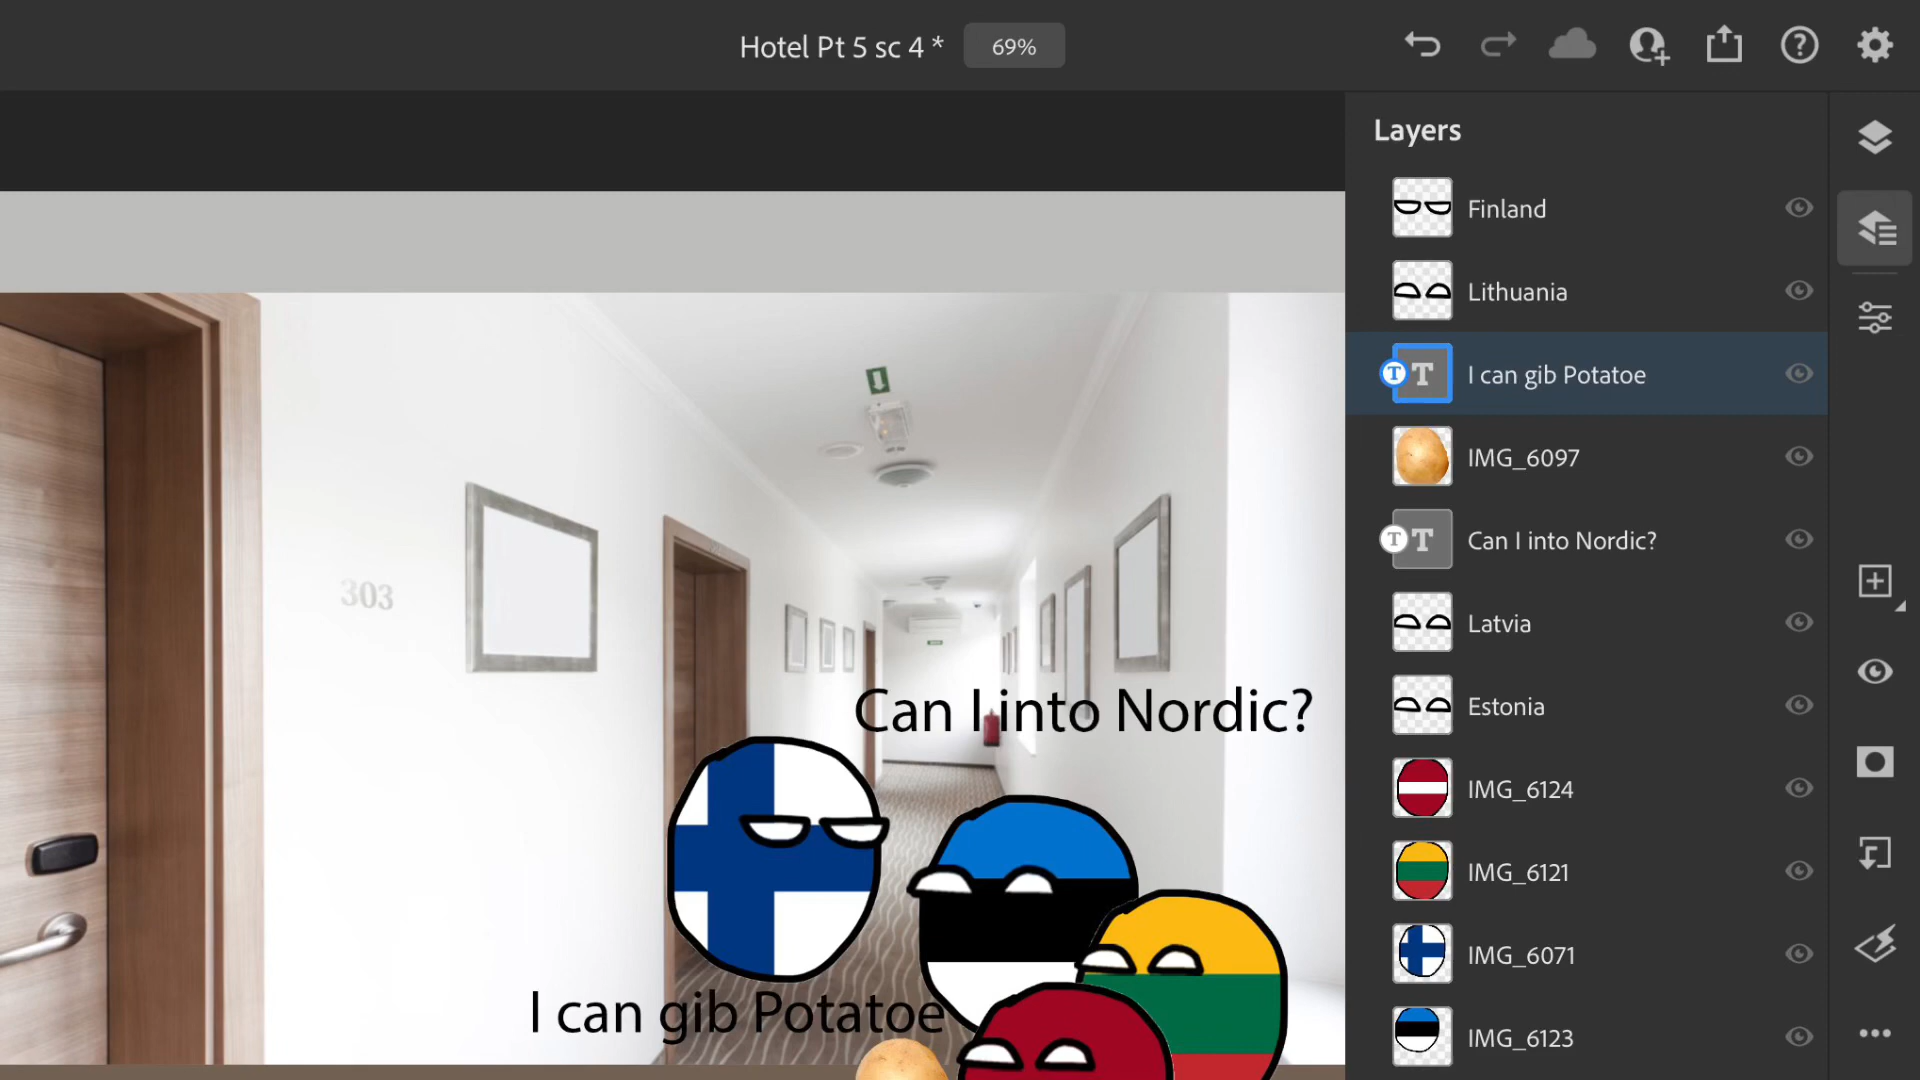 Hotel Pt 5 sc 4 *
69%
Layers
Finland
Lithuania
T T I can gib Potatoe
IMG_6097
T T Can I into Nordic?
Latvia
Estonia
IMG_6124
IMG_6121
IMG_6071
IMG_6123
303
Can I into Nordic?
I can gib Potatoe